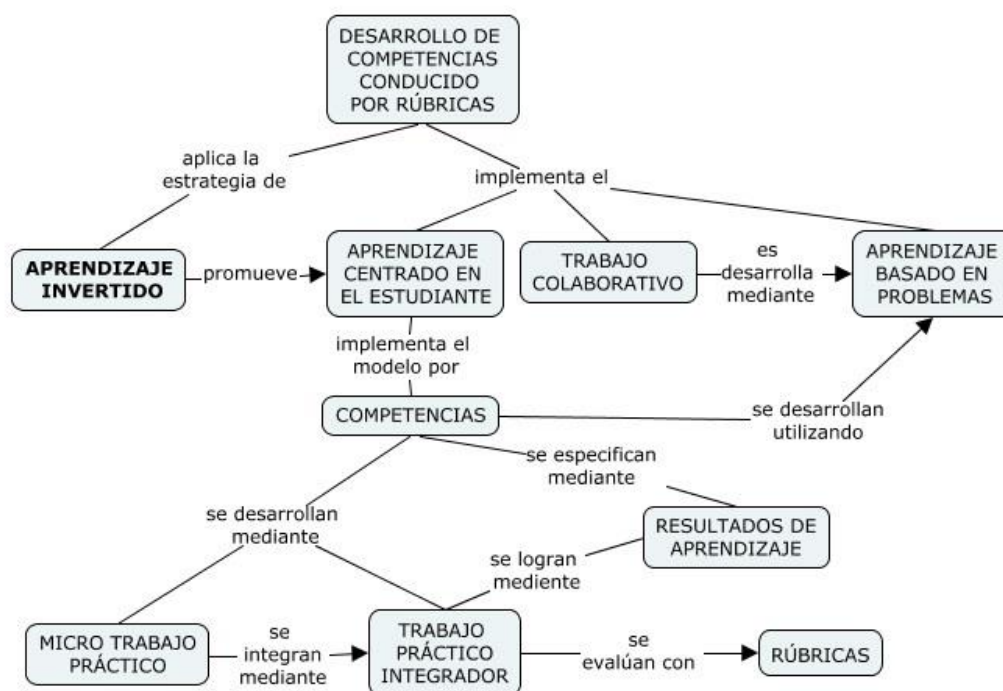 DESARROLLO DE
COMPETENCIAS
CONDUCIDO
POR RÚBRICAS
aplica la
estrategia de
implementa el
APRENDIZAJE
INVERTIDO
promueve
APRENDIZAJE
CENTRADO EN
EL ESTUDIANTE
TRABAJO
COLABORATIVO
es
desarrolla
mediante
APRENDIZAJE
BASADO EN
PROBLEMAS
implementa el
modelo por
COMPETENCIAS
se desarrollan
utilizando
se especifican
mediante
se desarrollan
mediante
RESULTADOS DE
APRENDIZAJE
se logran
mediente
MICRO TRABAJO
PRÁCTICO
se
integran
mediante
TRABAJO
PRÁCTICO
INTEGRADOR
se
evalúan con
RÚBRICAS